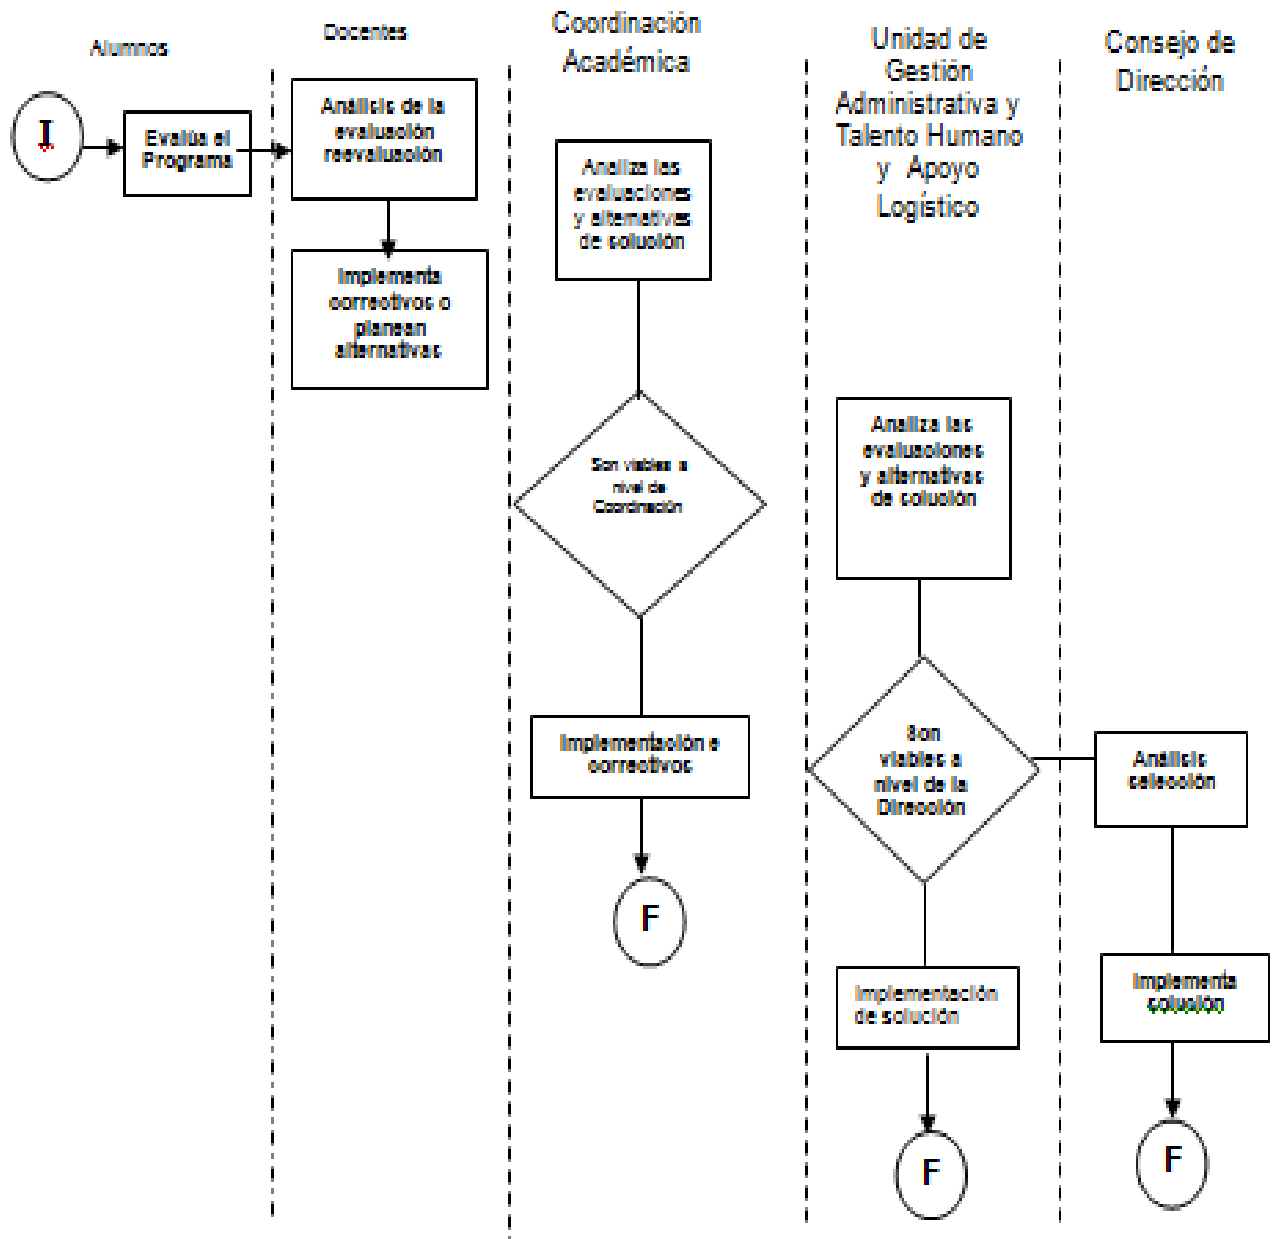 Alumnos
Docentes
Coordinación
Académica
Unidad de
Gestión
Administrativa y
Talento Humano
y Apoyo
Logístico
Consejo de
Dirección
I
Evalúa el
Programa
Análisis de la
evaluación
reevaluación
Implementa
correctivos o
planean
alternativas
Analiza las
evaluaciones
y alternativas
de solución
Son viables a
nivel de
Coordinación
Implementación e
correctivos
F
Analiza las
evaluaciones
y alternativas
de solución
Son
viables a
nivel de la
Dirección
Implementación
de solución
F
Análisis
selección
Implementa
solución
F